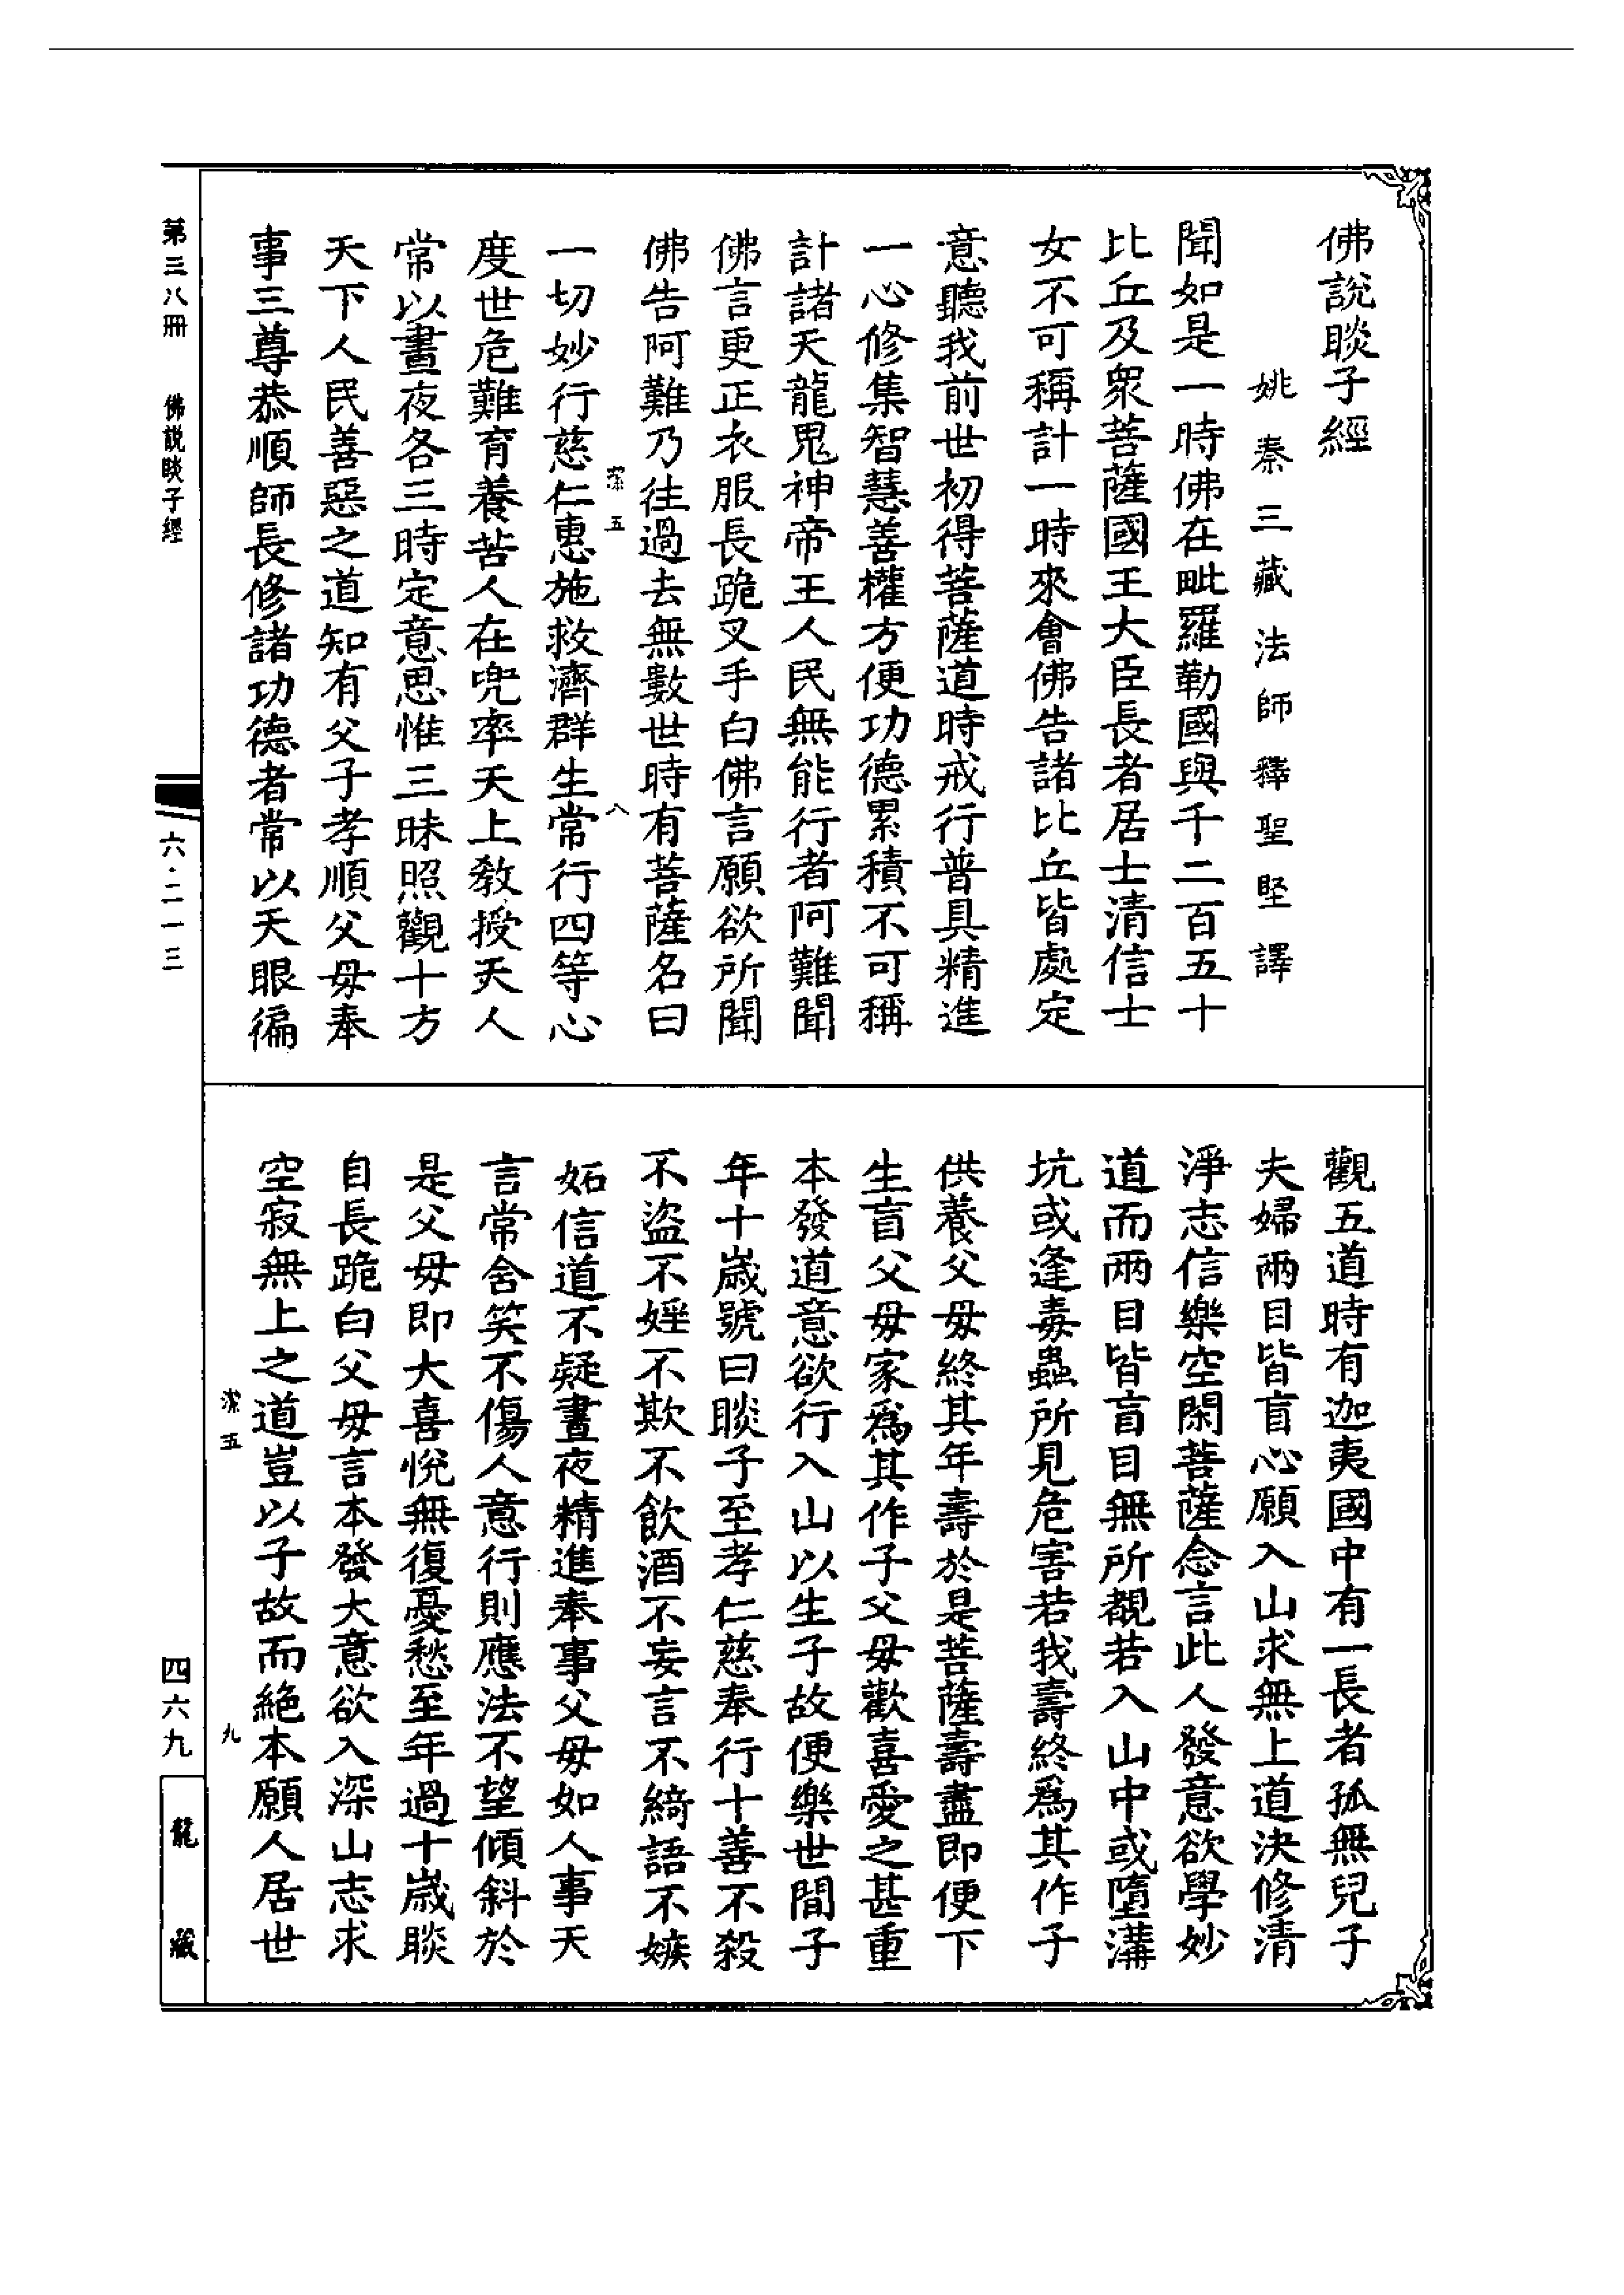 佛說睒子經
姚秦三藏法師釋聖堅譯
聞如是一時佛在毗羅勒國與千二百五十
比丘及眾菩薩國王大臣長者居士清信士
女不可稱計一時來會佛告諸比丘皆處定
意聽我前世初得菩薩道時戒行普具精進
一心修集智慧善權方便功德累積不可稱
計諸天龍鬼神帝王人民無能行者阿難聞
佛言更正衣服長跪叉手白佛言願欲所聞
佛告阿難乃往過去無數世時有菩薩名曰
一切妙行慈仁惠施救濟群生常行四等心
度世危難育養苦人在兜率天上教授天人
常以晝夜各三時定意思惟三昧照觀十方
天下人民善惡之道知有父子孝順父母奉
事三尊恭順師長修諸功德者常以天眼徧
潔五
八
觀五道時有迦夷國中有一長者孤無兒子
夫婦兩目皆盲心願入山求無上道決修清
淨志信樂空閑菩薩念言此人發意欲學妙
道而兩目皆盲目無所覩若入山中或墮溝
坑或逢毒蟲所見危害若我壽終爲其作子
供養父母終其年壽於是菩薩壽盡即便下
生盲父母家爲其作子父母歡喜愛之甚重
本發道意欲行入山以生子故便樂世間子
年十歲號曰睒子至孝仁慈奉行十善不殺
不盜不婬不欺不飲酒不妄言不綺語不嫉
妬信道不疑晝夜精進奉事父母如人事天
言常含笑不傷人意行則應法不望傾斜於
是父母即大喜悅無復憂愁至年過十歲睒
自長跪白父母言本發大意欲入深山志求
空寂無上之道豈以子故而絕本願人居世
潔五
九
第三八冊 佛說睒子經
六·二一三
四六九
龍藏